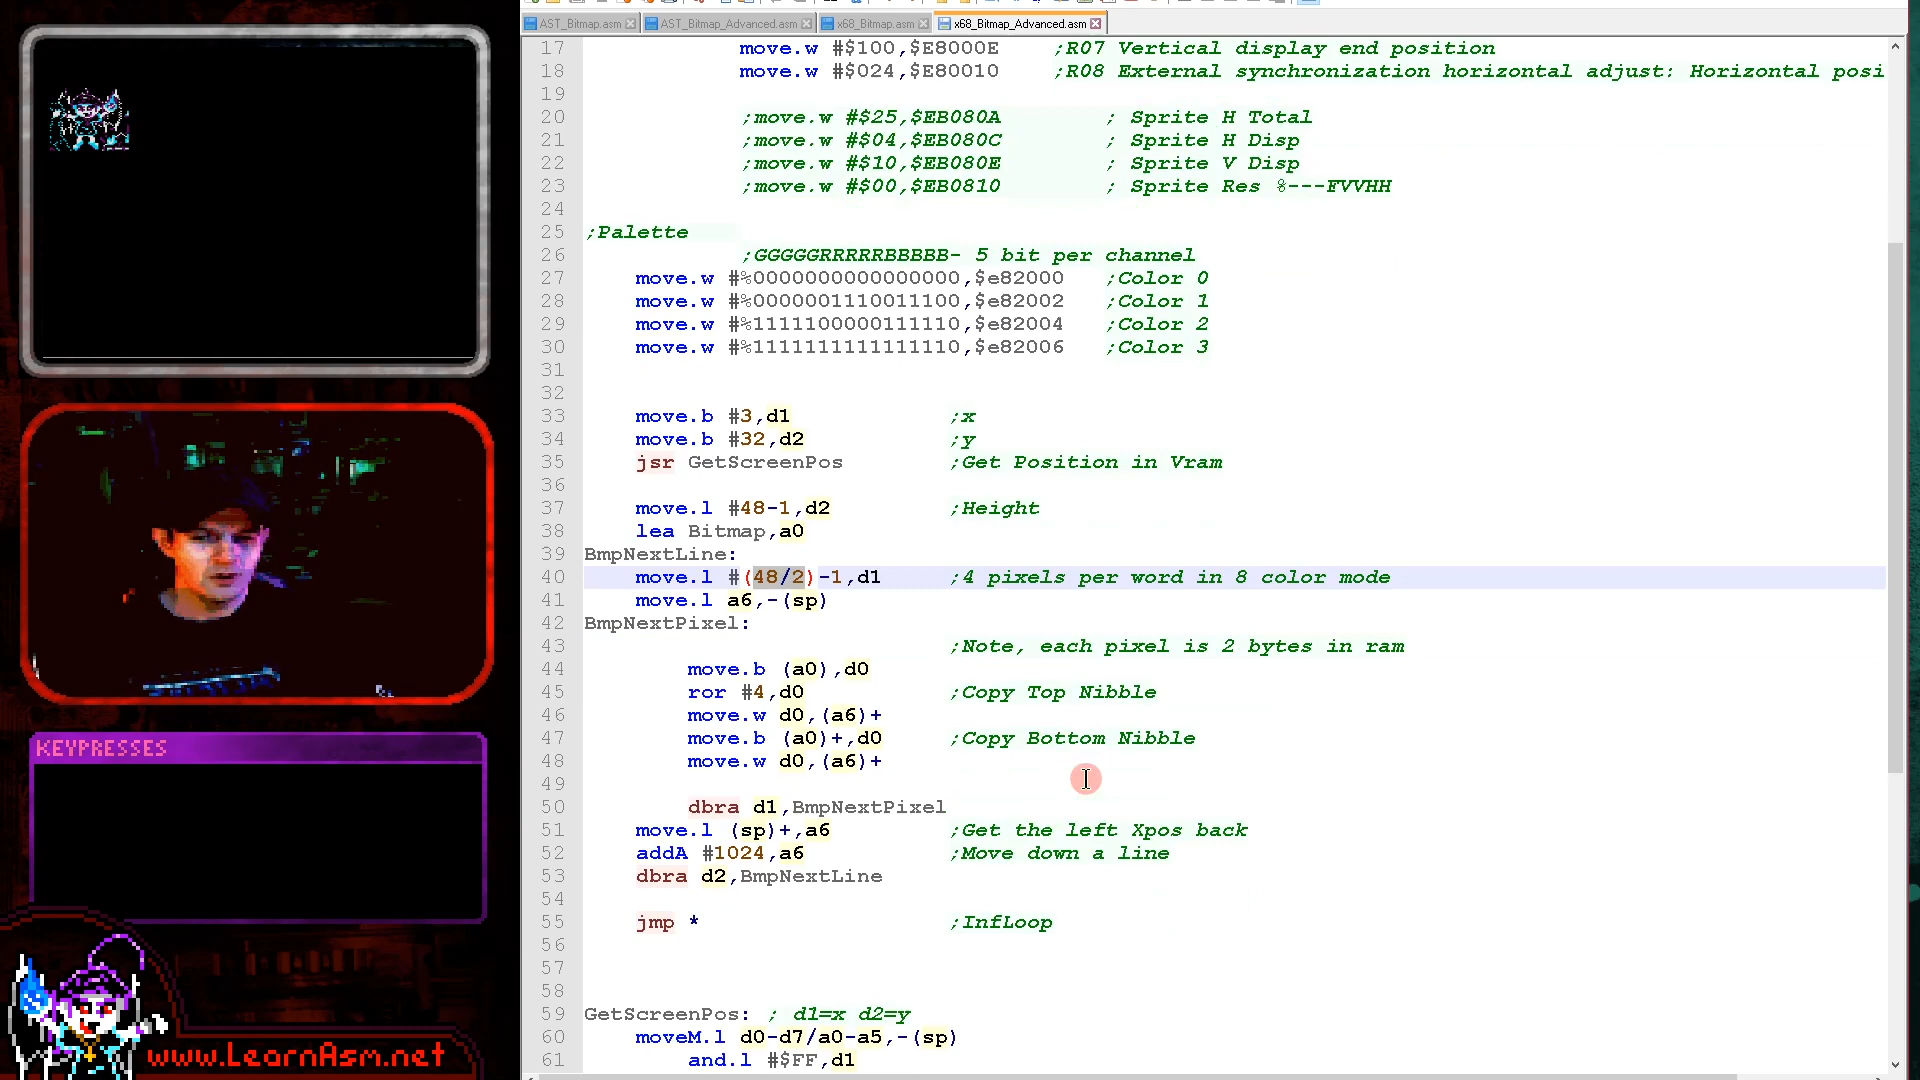 AST_Bitmap.asm
AST_Bitmap_Advanced.asm
x68_Bitmap.asm
x68_Bitmap_Advanced.asm
17 move.w #$100,$E8000E ;R07 Vertical display end position
18 move.w #$024,$E80010 ;R08 External synchronization horizontal adjust: Horizontal posi
19
20 ;move.w #$25,$EB080A ; Sprite H Total
21 ;move.w #$04,$EB080C ; Sprite H Disp
22 ;move.w #$10,$EB080E ; Sprite V Disp
23 ;move.w #$00,$EB0810 ; Sprite Res %---FVVHH
24
25 ;Palette
26 ;GGGGGRRRRRBBBBB- 5 bit per channel
27 move.w #%0000000000000000,$e82000 ;Color 0
28 move.w #%0000001110011100,$e82002 ;Color 1
29 move.w #%1111100000111110,$e82004 ;Color 2
30 move.w #%1111111111111110,$e82006 ;Color 3
31
32
33 move.b #3,d1 ;x
34 move.b #32,d2 ;y
35 jsr GetScreenPos ;Get Position in Vram
36
37 move.l #48-1,d2 ;Height
38 lea Bitmap,a0
39 BmpNextLine:
40 move.l #(48/2)-1,d1 ;4 pixels per word in 8 color mode
41 move.l a6,-(sp)
42 BmpNextPixel:
43 ;Note, each pixel is 2 bytes in ram
44 move.b (a0),d0
45 ror #4,d0 ;Copy Top Nibble
46 move.w d0,(a6)+
47 move.b (a0)+,d0 ;Copy Bottom Nibble
48 move.w d0,(a6)+
49
50 dbra d1,BmpNextPixel
51 move.l (sp)+,a6 ;Get the left Xpos back
52 addA #1024,a6 ;Move down a line
53 dbra d2,BmpNextLine
54
55 jmp * ;InfLoop
56
57
58
59 GetScreenPos: ; d1=x d2=y
60 moveM.l d0-d7/a0-a5,-(sp)
61 and.l #$FF,d1
KEYPRESSES
www.LearnAsm.net